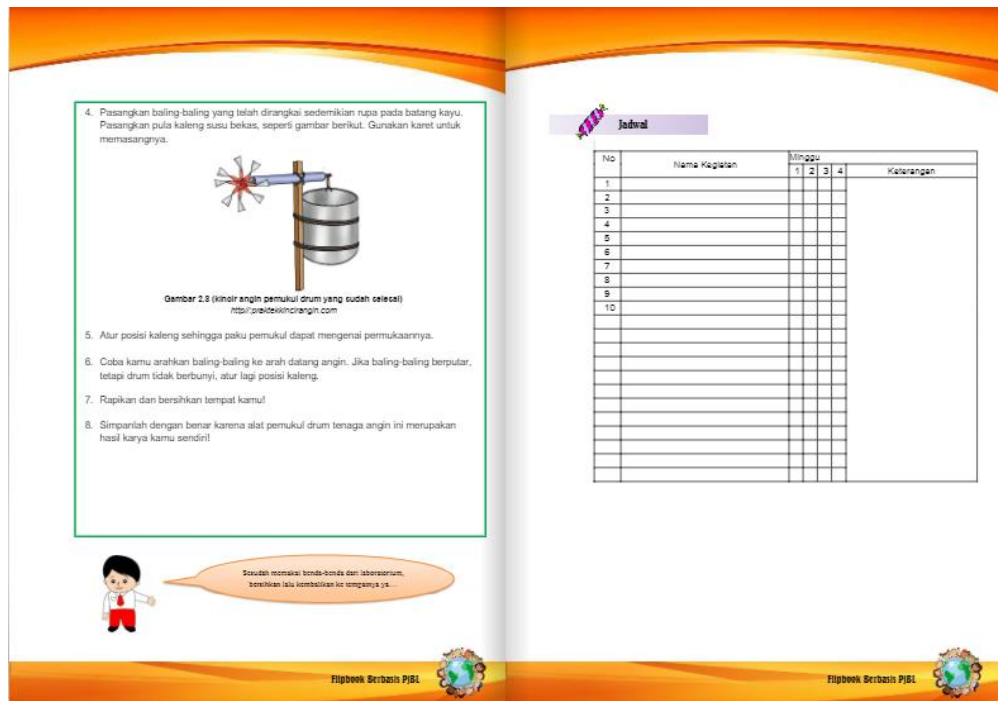 4. Pasangkan baling-baling yang telah dirangkai sedemikian rupa pada batang kayu.
Pasangkan pula kaleng susu bekas, seperti gambar berikut. Gunakan karet untuk
memasangnya.
Gambar 2.8 (kincir angin pemukul drum yang sudah selesai)
http//:praktekkincirangin.com
5. Atur posisi kaleng sehingga paku pemukul dapat mengenai permukaannya.
6. Coba kamu arahkan baling-baling ke arah datang angin. Jika baling-baling berputar,
tetapi drum tidak berbunyi, atur lagi posisi kaleng.
7. Rapikan dan bersihkan tempat kamu!
8. Simpanlah dengan benar karena alat pemukul drum tenaga angin ini merupakan
hasil karya kamu sendiri!
Sesudah memakai benda-benda dari laboratorium,
bersihkan lalu kembalikan ke tempatnya ya....
Flipbook Berbasis PjBL
Jadwal
No Nama Kegiatan Minggu
1 2 3 4 Keterangan
1
2
3
4
5
6
7
8
9
10
Flipbook Berbasis PjBL